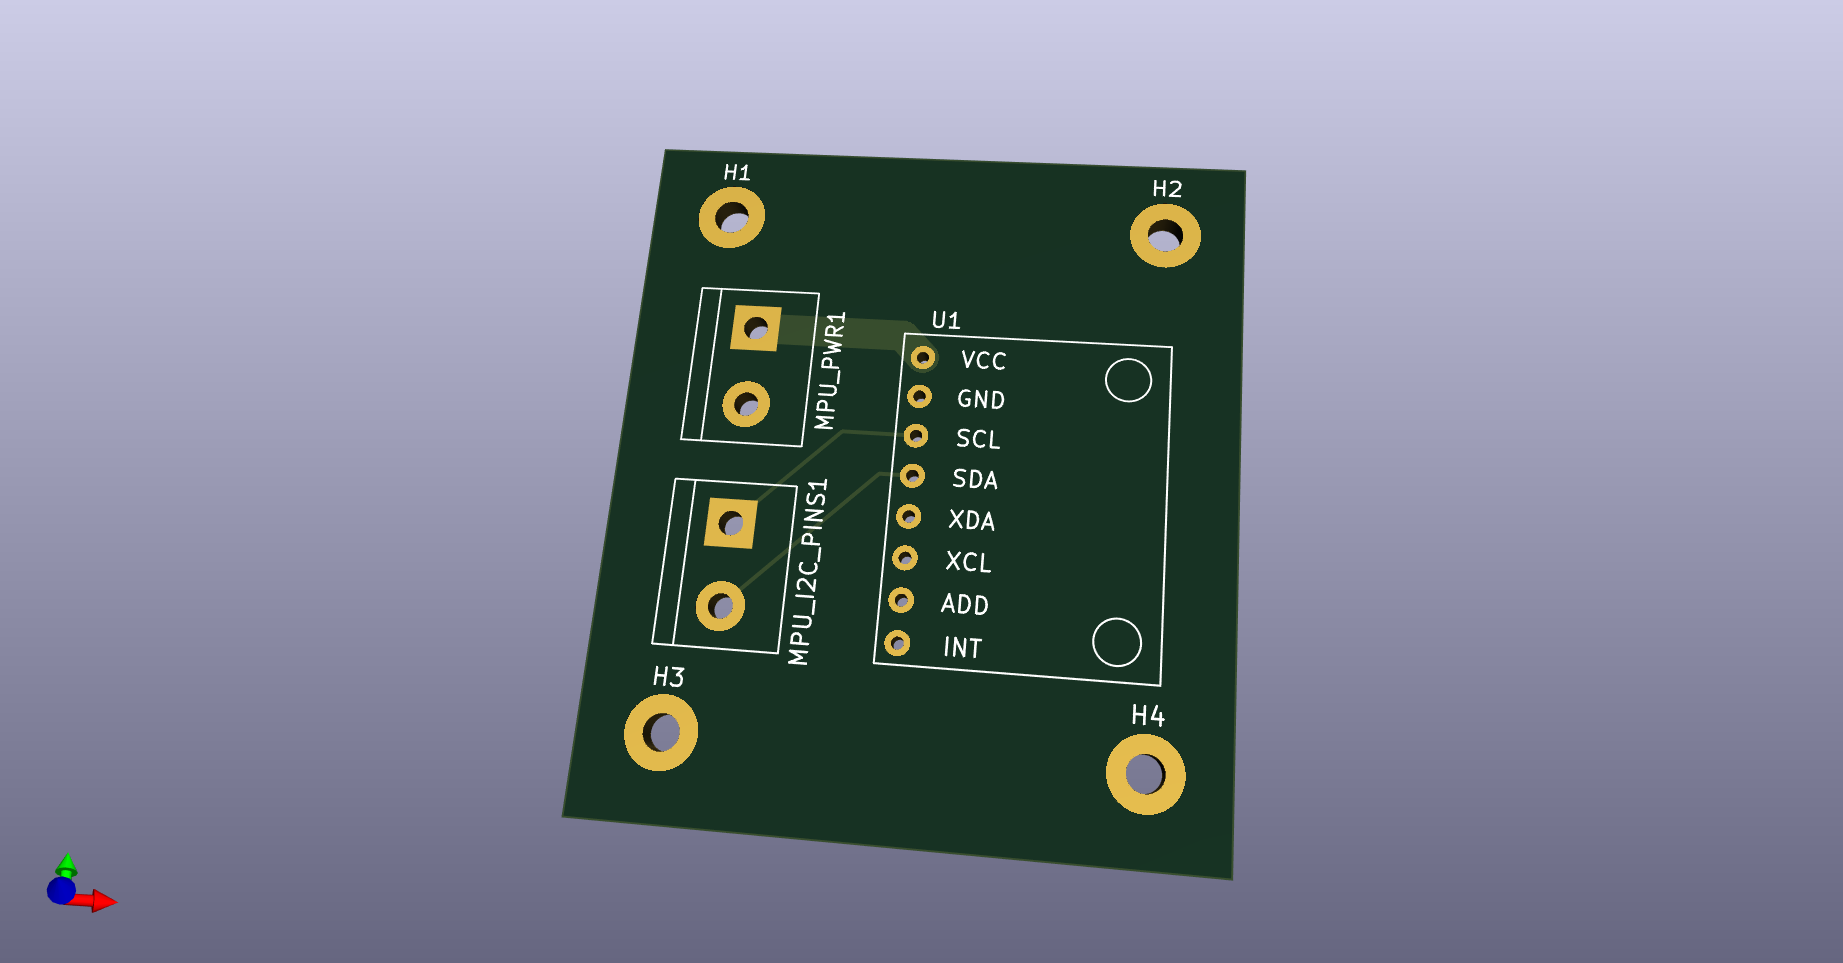 H1
H2
MPU_PWR1
U1
VCC
GND
SCL
SDA
XDA
XCL
ADD
INT
MPU_I2C_PINS1
H3
H4